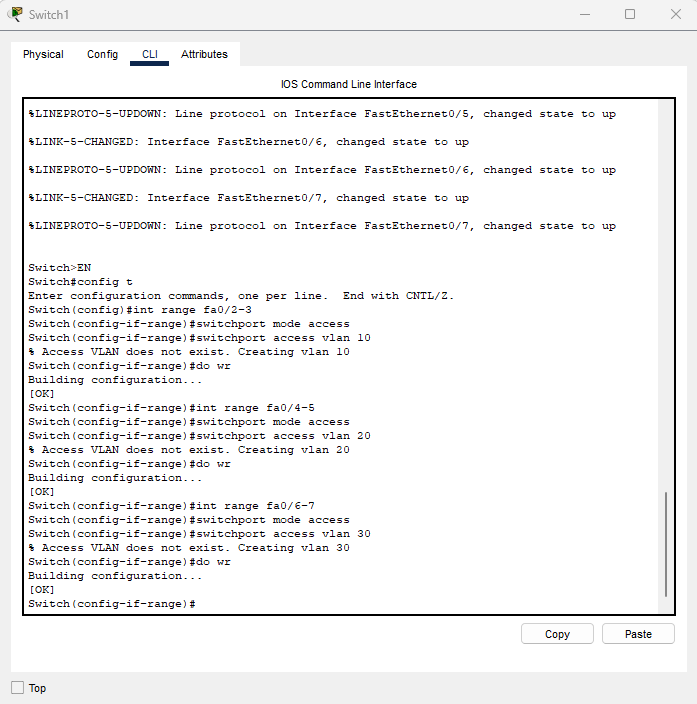 Switch1
Physical Config CLI Attributes
IOS Command Line Interface
%LINEPROTO-5-UPDOWN: Line protocol on Interface FastEthernet0/5, changed state to up
%LINK-5-CHANGED: Interface FastEthernet0/6, changed state to up
%LINEPROTO-5-UPDOWN: Line protocol on Interface FastEthernet0/6, changed state to up
%LINK-5-CHANGED: Interface FastEthernet0/7, changed state to up
%LINEPROTO-5-UPDOWN: Line protocol on Interface FastEthernet0/7, changed state to up
Switch>EN
Switch#config t
Enter configuration commands, one per line.  End with CNTL/Z.
Switch(config)#int range fa0/2-3
Switch(config-if-range)#switchport mode access
Switch(config-if-range)#switchport access vlan 10
% Access VLAN does not exist. Creating vlan 10
Switch(config-if-range)#do wr
Building configuration...
[OK]
Switch(config-if-range)#int range fa0/4-5
Switch(config-if-range)#switchport mode access
Switch(config-if-range)#switchport access vlan 20
% Access VLAN does not exist. Creating vlan 20
Switch(config-if-range)#do wr
Building configuration...
[OK]
Switch(config-if-range)#int range fa0/6-7
Switch(config-if-range)#switchport mode access
Switch(config-if-range)#switchport access vlan 30
% Access VLAN does not exist. Creating vlan 30
Switch(config-if-range)#do wr
Building configuration...
[OK]
Switch(config-if-range)#
Copy Paste
Top